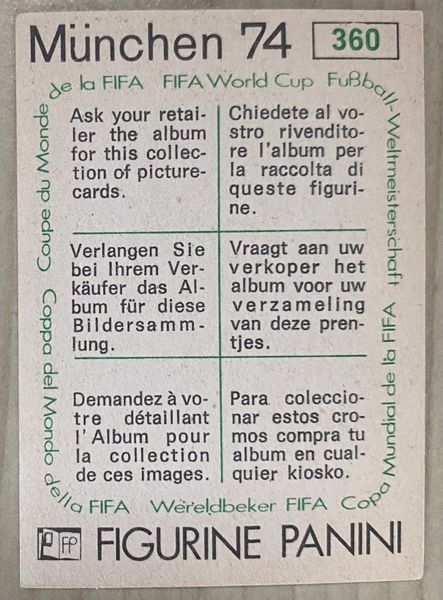 München 74 360
de la FIFA FIFA World Cup Fußball-Weltmeisterschaft
Coupe du Monde
Ask your retai-
ler the album
for this collec-
tion of picture-
cards.
Chiedete al vo-
stro rivendito-
re l'album per
la raccolta di
queste figuri-
ne.
Verlangen Sie
bei Ihrem Ver-
käufer das Al-
bum für diese
Bildersamm-
lung.
Vraagt aan uw
verkoper het
album voor uw
verzameling
van deze pren-
tjes.
Demandez à vo-
tre détaillant
l'Album pour
la collection
de ces images.
Para coleccio-
nar estos cro-
mos compra tu
album en cual-
quier kiosko.
Coppa del Mondo
della FIFA Wereldbeker FIFA Copa Mundial de la FIFA
FP FIGURINE PANINI